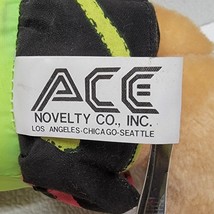 ACE
NOVELTY CO., INC.
LOS ANGELES-CHICAGO-SEATTLE